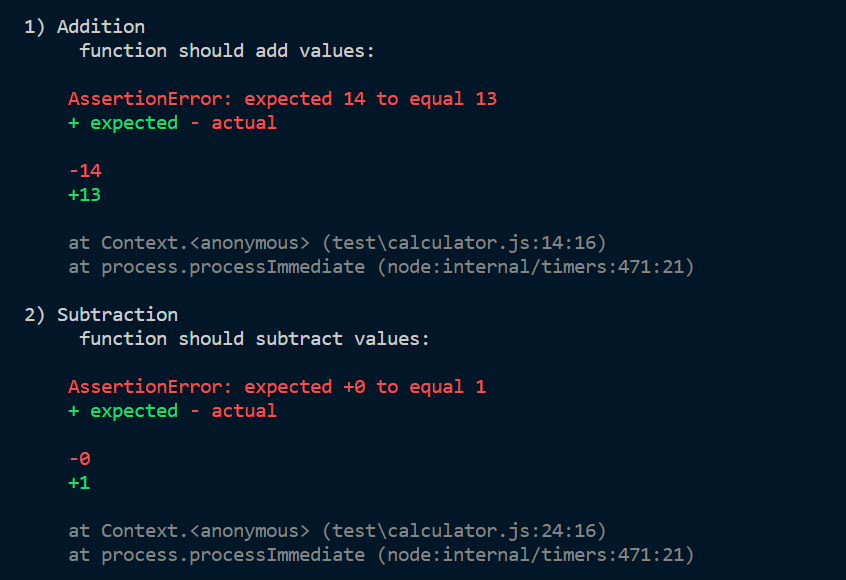 1) Addition
function should add values:
AssertionError: expected 14 to equal 13
+ expected - actual
-14
+13
at Context.<anonymous> (test\calculator.js:14:16)
at process.processImmediate (node:internal/timers:471:21)
2) Subtraction
function should subtract values:
AssertionError: expected +0 to equal 1
+ expected - actual
-0
+1
at Context.<anonymous> (test\calculator.js:24:16)
at process.processImmediate (node:internal/timers:471:21)